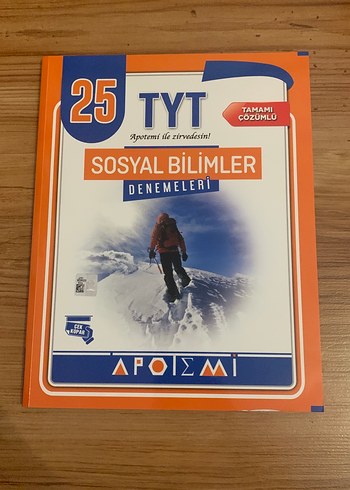 25
TYT
Apotemi ile zirvedesin!
TAMAMI
ÇÖZÜMLÜ
SOSYAL BİLİMLER
DENEMELERİ
ÇEK
KOPAR
APOTEMİ